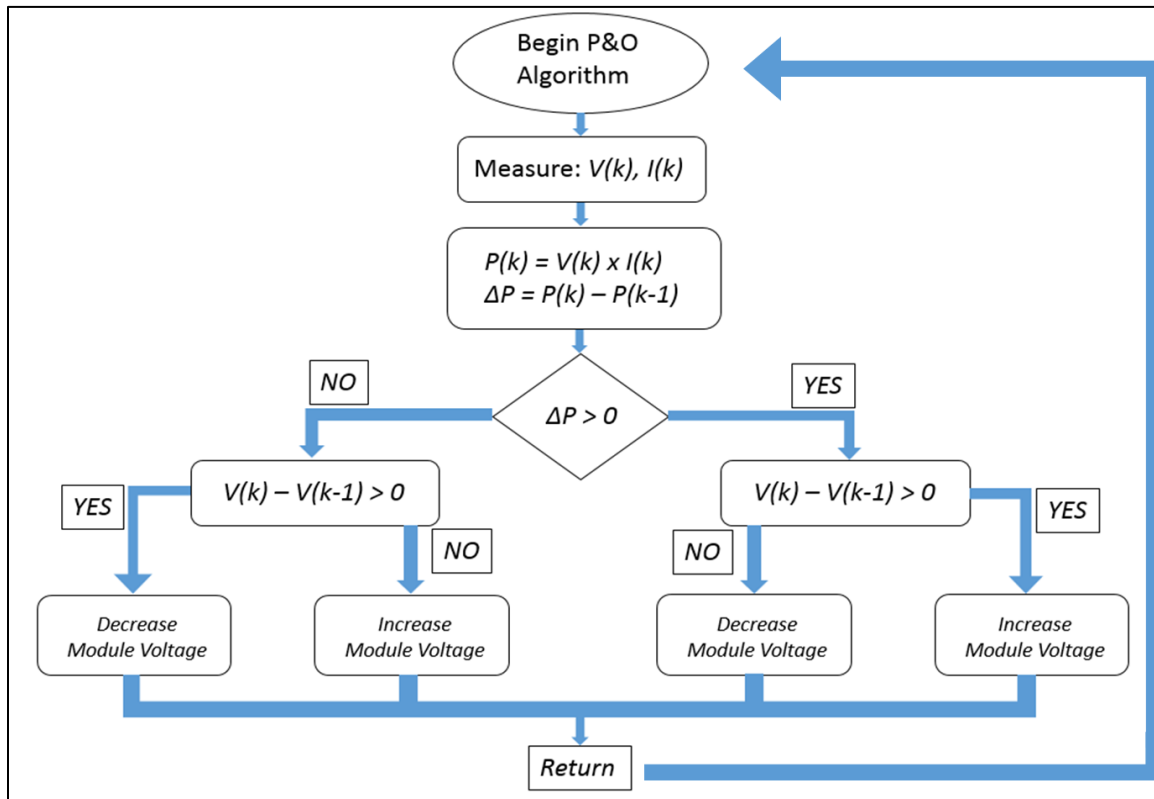 Begin P&O
Algorithm
Measure: V(k), I(k)
P(k) = V(k) x I(k)
ΔP = P(k) – P(k-1)
NO
YES
ΔP > 0
V(k) – V(k-1) > 0
V(k) – V(k-1) > 0
YES
NO
NO
YES
Decrease
Module Voltage
Increase
Module Voltage
Decrease
Module Voltage
Increase
Module Voltage
Return